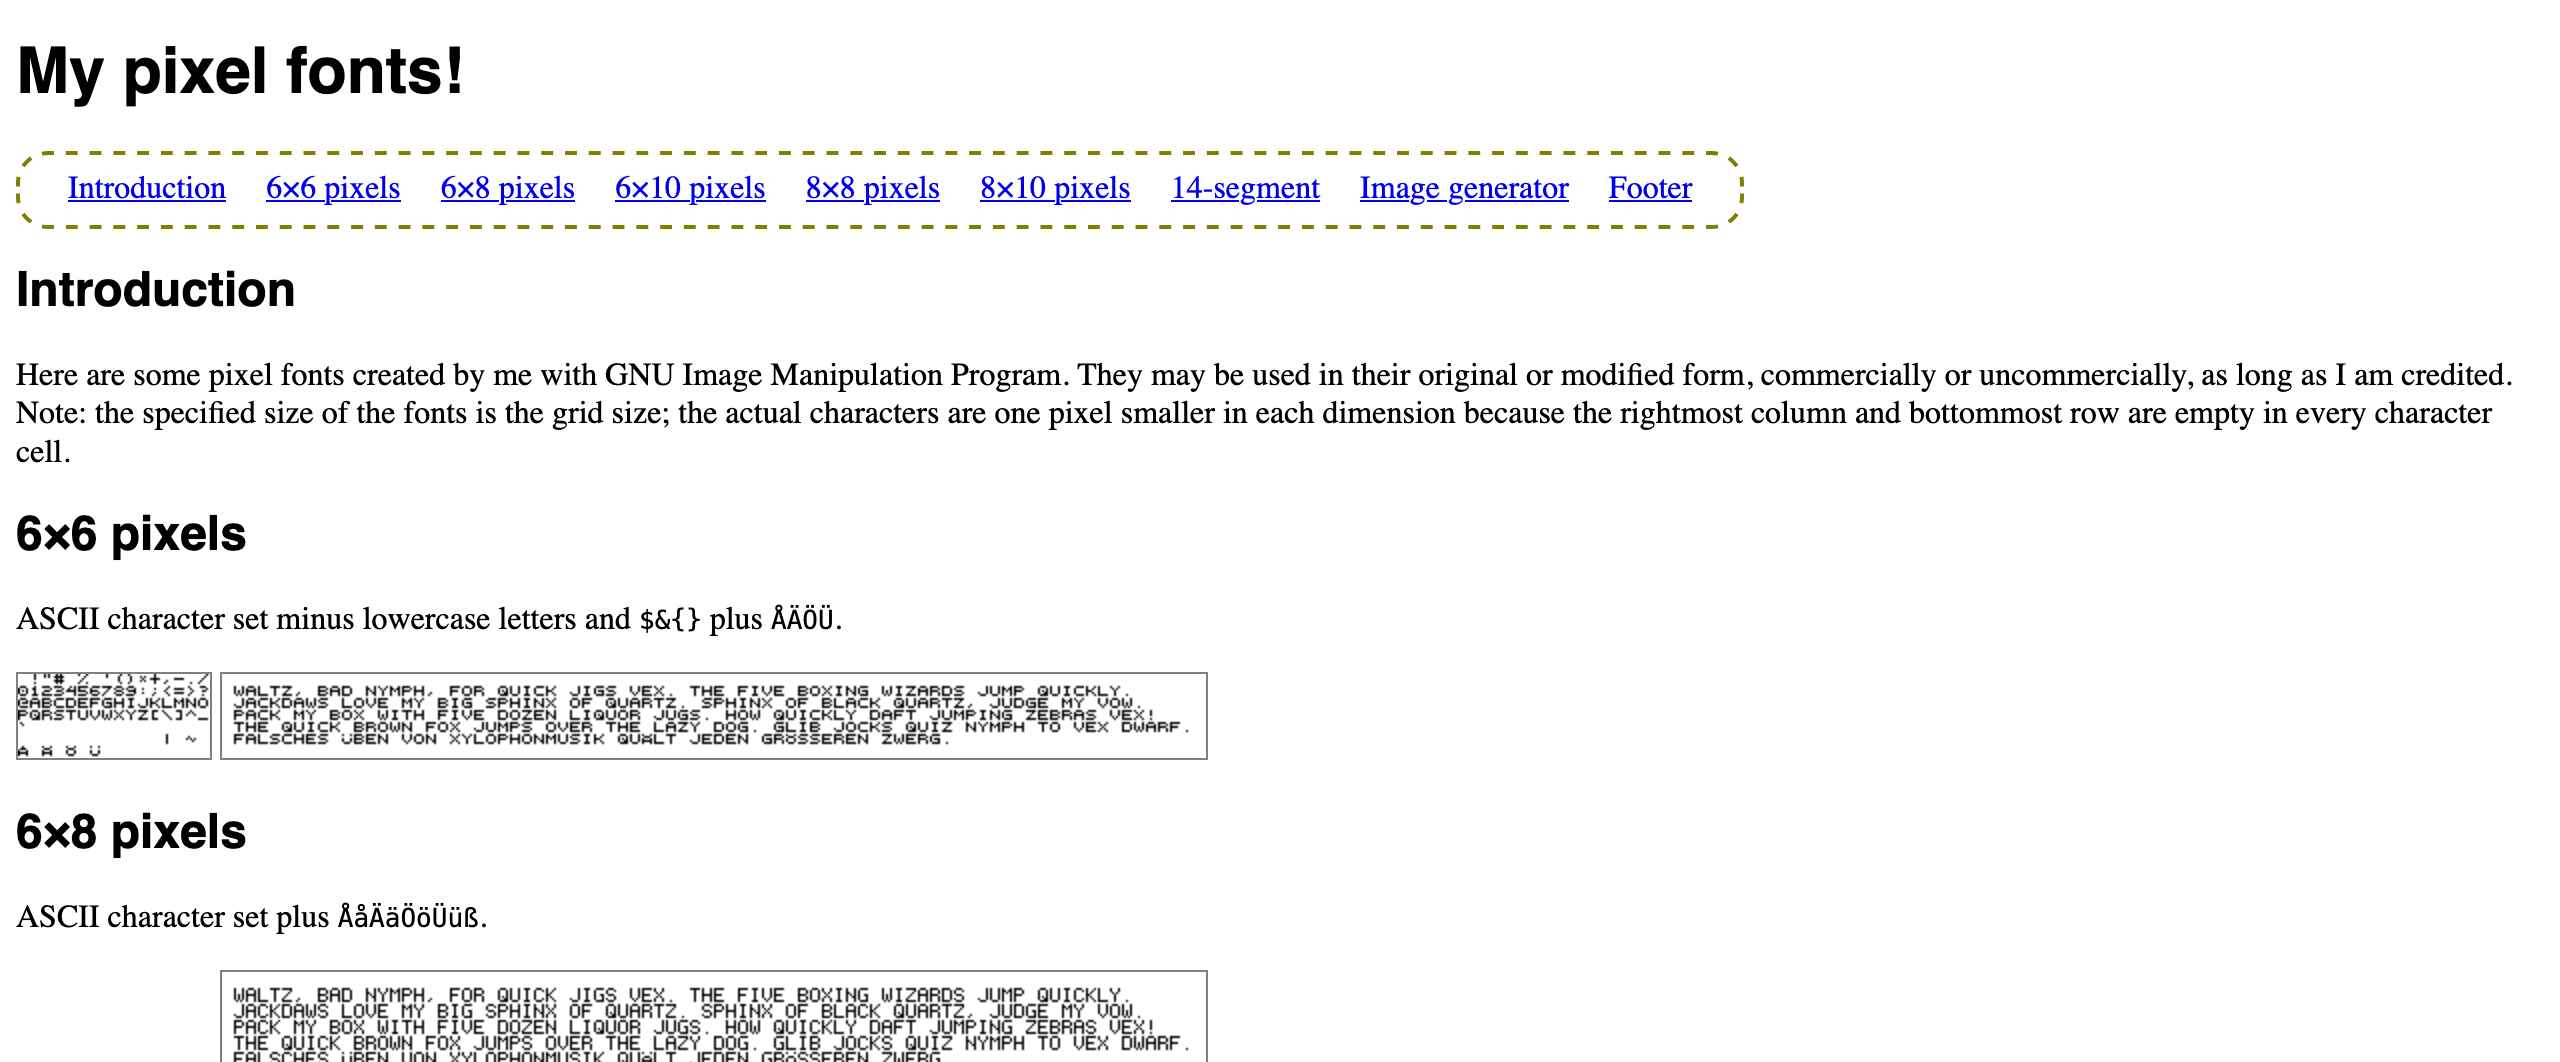 My pixel fonts!
Introduction 6×6 pixels 6×8 pixels 6×10 pixels 8×8 pixels 8×10 pixels 14-segment Image generator Footer
Introduction
Here are some pixel fonts created by me with GNU Image Manipulation Program. They may be used in their original or modified form, commercially or uncommercially, as long as I am credited.
Note: the specified size of the fonts is the grid size; the actual characters are one pixel smaller in each dimension because the rightmost column and bottommost row are empty in every character
cell.
6×6 pixels
ASCII character set minus lowercase letters and $&{} plus ÅÄÖÜ.
!"# % '()*+,-./
0123456789:;<=>?
@ABCDEFGHIJKLMNO
PQRSTUVWXYZ[\]^_
`
| ~
Å Ä Ö Ü
WALTZ, BAD NYMPH, FOR QUICK JIGS VEX. THE FIVE BOXING WIZARDS JUMP QUICKLY.
JACKDAWS LOVE MY BIG SPHINX OF QUARTZ. SPHINX OF BLACK QUARTZ, JUDGE MY VOW.
PACK MY BOX WITH FIVE DOZEN LIQUOR JUGS. HOW QUICKLY DAFT JUMPING ZEBRAS VEX!
THE QUICK BROWN FOX JUMPS OVER THE LAZY DOG. GLIB JOCKS QUIZ NYMPH TO VEX DWARF.
FALSCHES ÜBEN VON XYLOPHONMUSIK QUÄLT JEDEN GRÖSSEREN ZWERG.
6×8 pixels
ASCII character set plus ÅåÄäÖöÜüß.
WALTZ, BAD NYMPH, FOR QUICK JIGS VEX. THE FIVE BOXING WIZARDS JUMP QUICKLY.
JACKDAWS LOVE MY BIG SPHINX OF QUARTZ. SPHINX OF BLACK QUARTZ, JUDGE MY VOW.
PACK MY BOX WITH FIVE DOZEN LIQUOR JUGS. HOW QUICKLY DAFT JUMPING ZEBRAS VEX!
THE QUICK BROWN FOX JUMPS OVER THE LAZY DOG. GLIB JOCKS QUIZ NYMPH TO VEX DWARF.
FALSCHES ÜBEN VON XYLOPHONMUSIK QUÄLT JEDEN GRÖSSEREN ZWERG